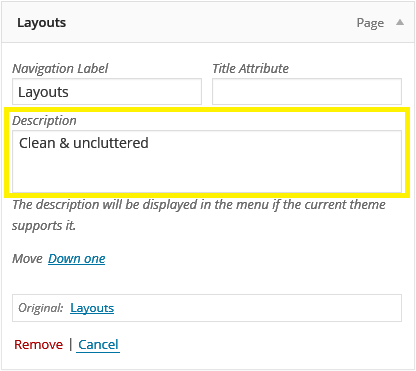 Layouts Page
Navigation Label Title Attribute
Layouts
Description
Clean & uncluttered
The description will be displayed in the menu if the current theme
supports it.
Move Down one
Original: Layouts
Remove | Cancel